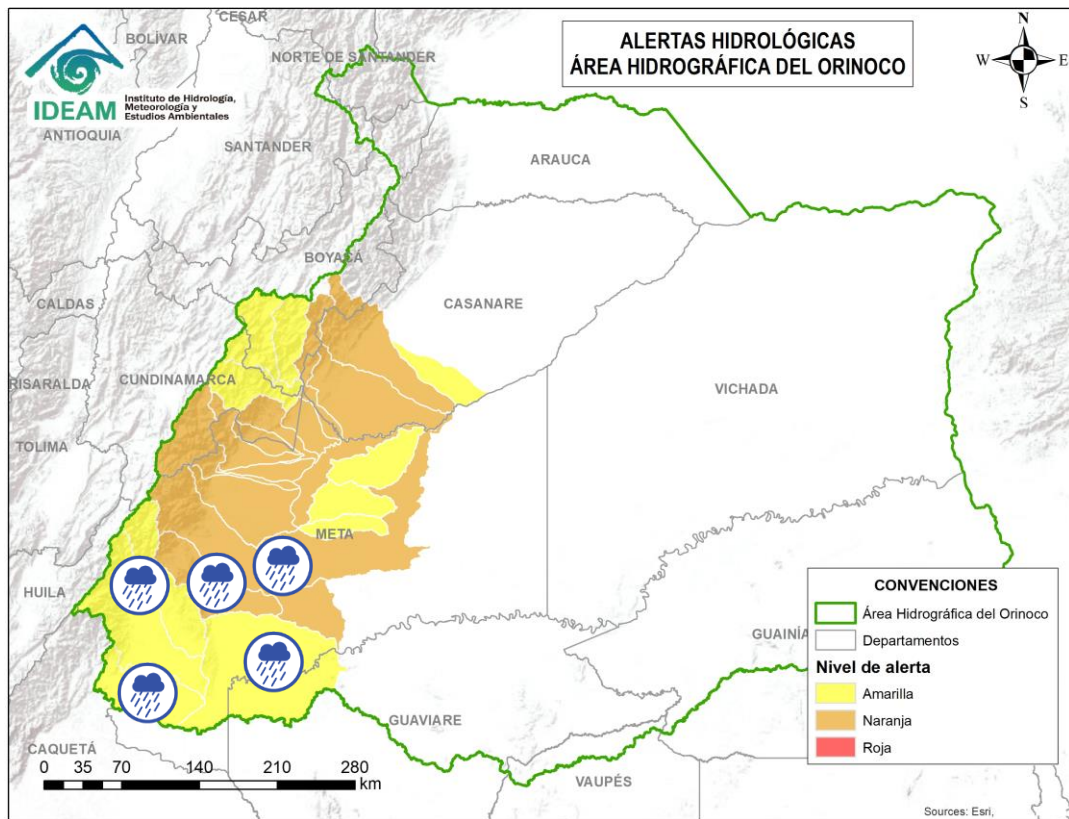 ALERTAS HIDROLÓGICAS
ÁREA HIDROGRÁFICA DEL ORINOCO
N
W
E
S
IDEAM
Instituto de Hidrología,
Meteorología y
Estudios Ambientales
CESAR
BOLÍVAR
NORTE DE SANTANDER
ANTIOQUIA
SANTANDER
ARAUCA
BOYACÁ
CALDAS
CASANARE
RISARALDA
CUNDINAMARCA
VICHADA
TOLIMA
META
HUILA
GUAINÍA
GUAVIARE
CAQUETÁ
VAUPÉS
CONVENCIONES
Área Hidrográfica del Orinoco
Departamentos
Nivel de alerta
Amarilla
Naranja
Roja
0 35 70 140 210 280
km
Sources: Esri,